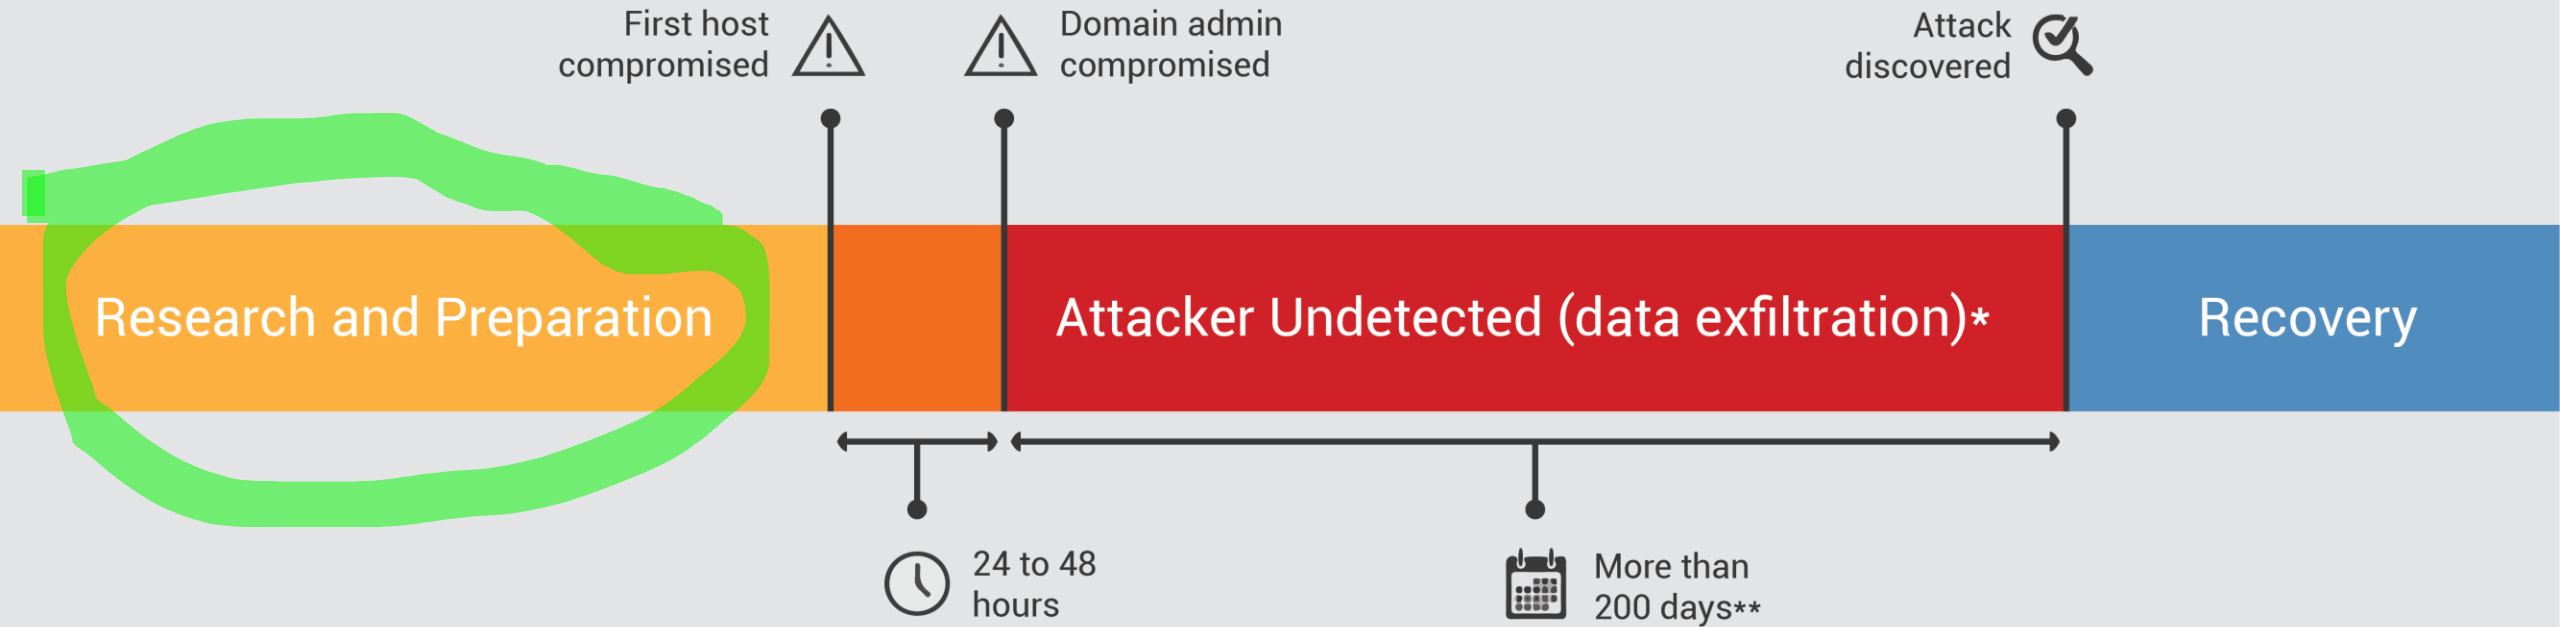 First host
compromised
Domain admin
compromised
Attack
discovered
Research and Preparation
Attacker Undetected (data exfiltration)*
Recovery
24 to 48
hours
More than
200 days**